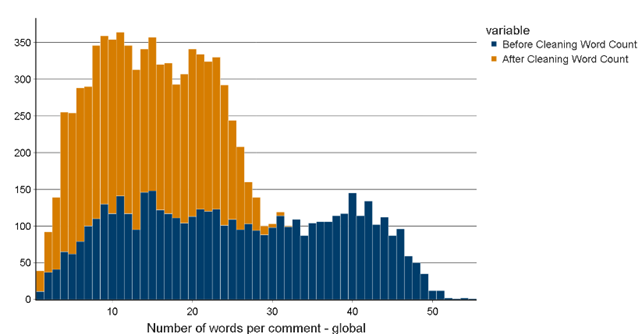 variable
Before Cleaning Word Count
After Cleaning Word Count
350
300
250
200
150
100
50
0
10 20 30 40 50
Number of words per comment - global